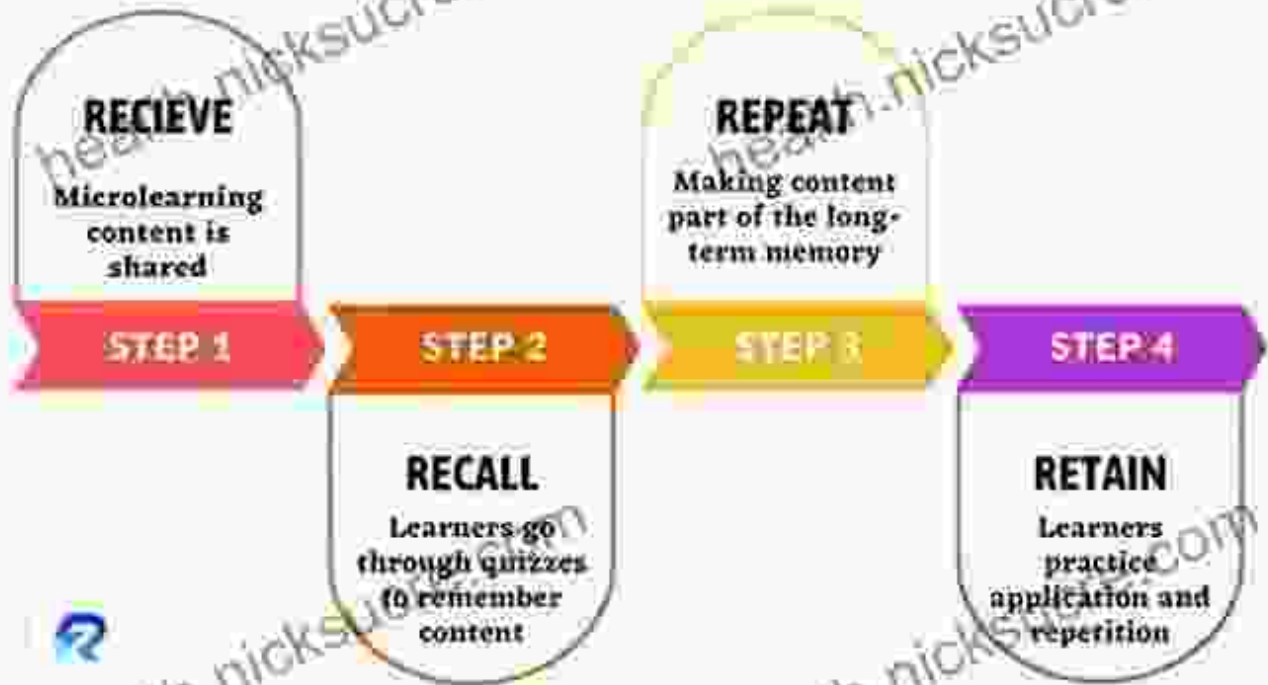 RECIEVE
Microlearning
content is
shared
STEP 1
STEP 2
RECALL
Learners go
through quizzes
to remember
content
REPEAT
Making content
part of the long-
term memory
STEP 3
STEP 4
RETAIN
Learners
practice
application and
repetition